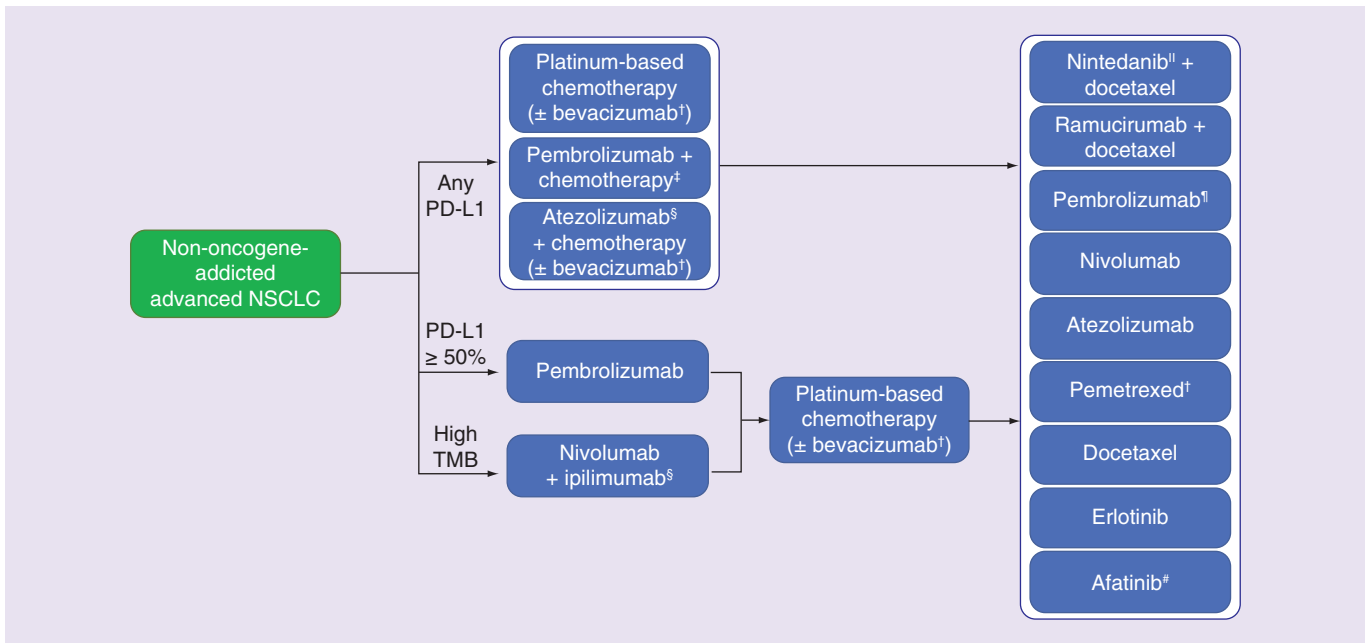 Non-oncogene-
addicted
advanced NSCLC
Any
PD-L1
PD-L1
≥ 50%
High
TMB
Platinum-based
chemotherapy
(± bevacizumab†)
Pembrolizumab +
chemotherapy‡
Atezolizumab§
+ chemotherapy
(± bevacizumab†)
Pembrolizumab
Nivolumab
+ ipilimumab§
Platinum-based
chemotherapy
(± bevacizumab†)
Nintedanib|| +
docetaxel
Ramucirumab +
docetaxel
Pembrolizumab¶
Nivolumab
Atezolizumab
Pemetrexed†
Docetaxel
Erlotinib
Afatinib#